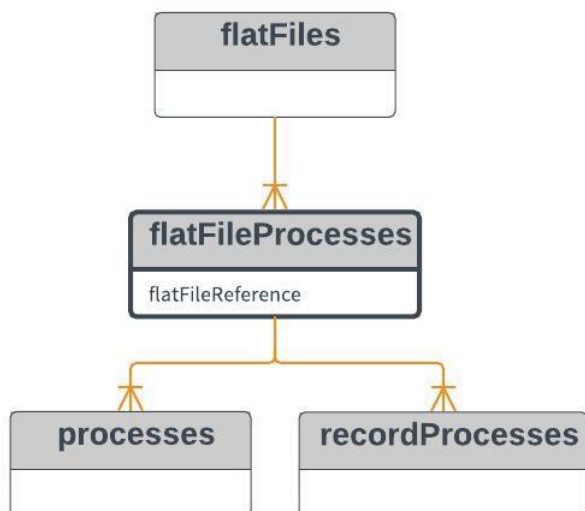 flatFiles
flatFileProcesses
flatFileReference
processes
recordProcesses